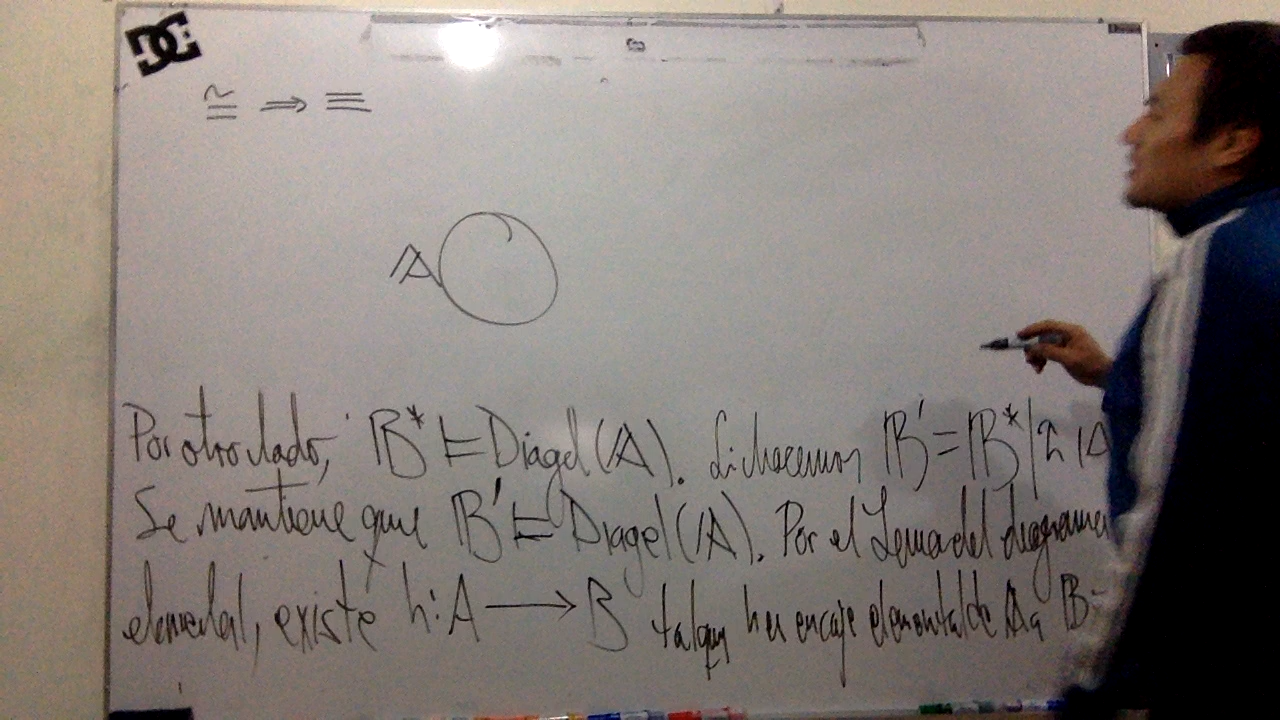 DC
≅ ⇒ ≡
𝔸
Por otro lado, 𝔹* ⊨ Diagel(𝔸). Si hacemos 𝔹' = 𝔹*|
Se mantiene que 𝔹' ⊨ Diagel(𝔸). Por el Lema del diagrama
elemental, existe h: A → B tal que h es encaje elemental de 𝔸 a 𝔹